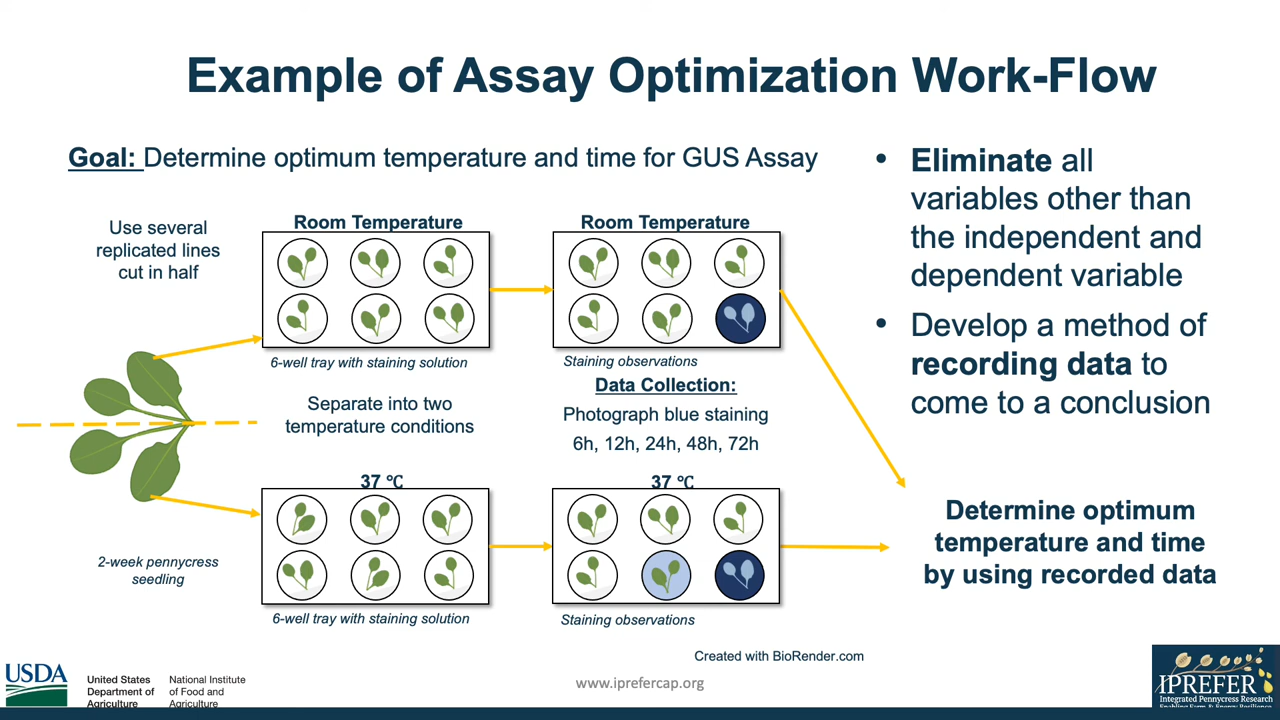 Example of Assay Optimization Work-Flow
Goal: Determine optimum temperature and time for GUS Assay
Use several
replicated lines
cut in half
Room Temperature
6-well tray with staining solution
Room Temperature
Staining observations
Data Collection:
Photograph blue staining
6h, 12h, 24h, 48h, 72h
Separate into two
temperature conditions
37 ℃
6-well tray with staining solution
37 ℃
Staining observations
2-week pennycress
seedling
• Eliminate all
variables other than
the independent and
dependent variable
• Develop a method of
recording data to
come to a conclusion
Determine optimum
temperature and time
by using recorded data
Created with BioRender.com
www.iprefercap.org
USDA
United States
Department of
Agriculture
National Institute
of Food and
Agriculture
IPREFER
Integrated Pennycress Research
Enabling Farm & Energy Resilience